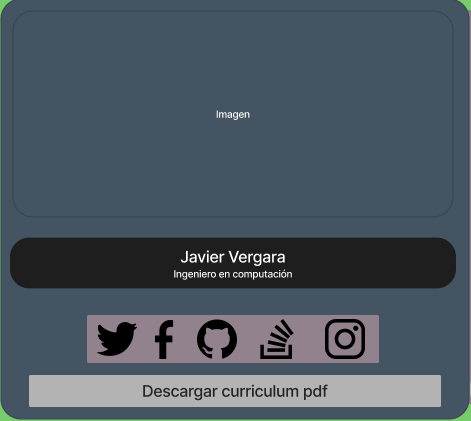 Imagen
Javier Vergara
Ingeniero en computación
Descargar curriculum pdf